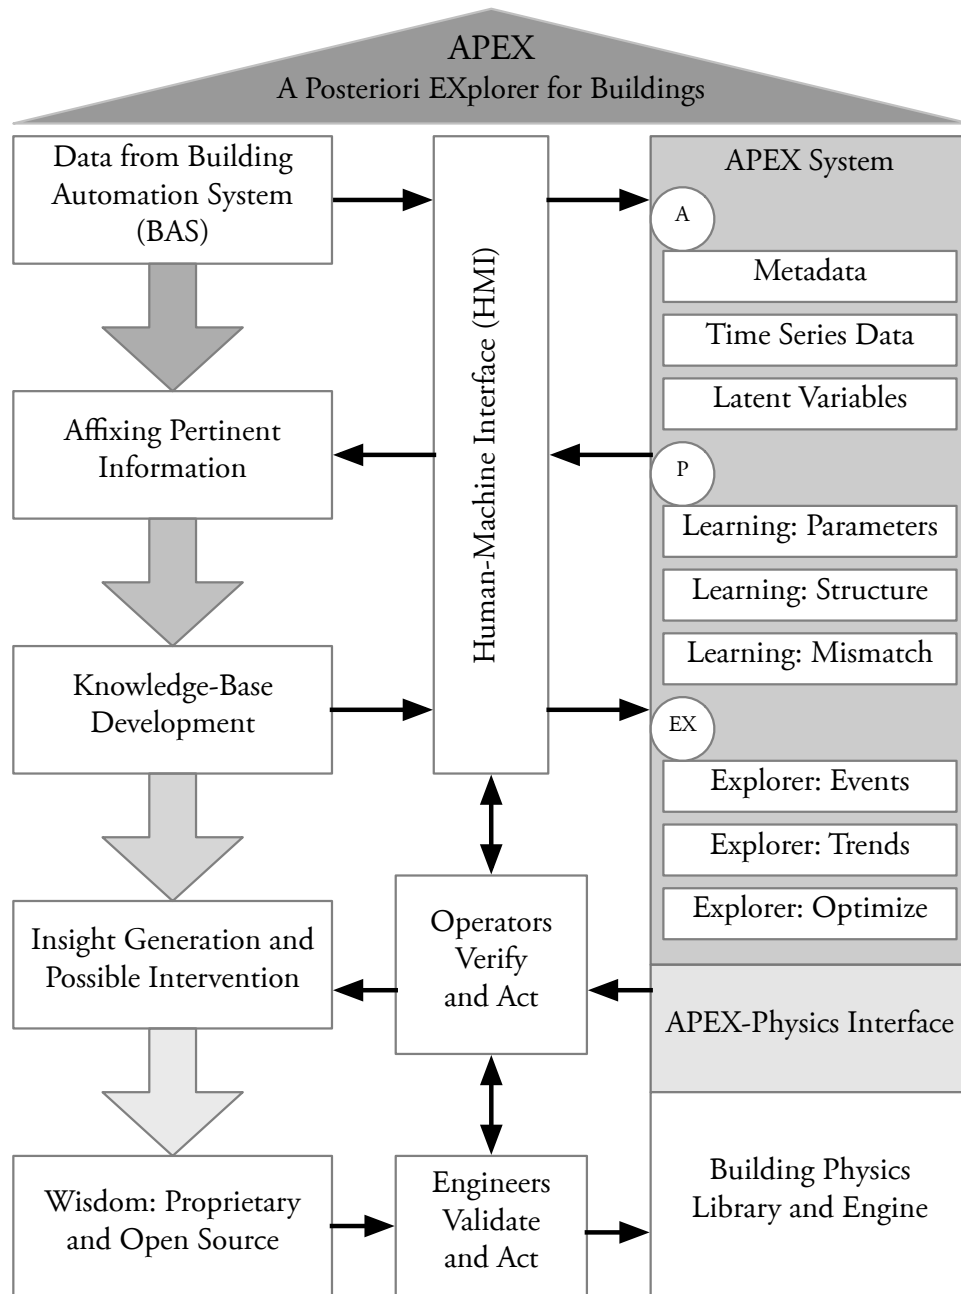 APEX
A Posteriori EXplorer for Buildings
Data from Building
Automation System
(BAS)
Affixing Pertinent
Information
Knowledge-Base
Development
Insight Generation and
Possible Intervention
Wisdom: Proprietary
and Open Source
Human-Machine Interface (HMI)
Operators
Verify
and Act
Engineers
Validate
and Act
APEX System
A
Metadata
Time Series Data
Latent Variables
P
Learning: Parameters
Learning: Structure
Learning: Mismatch
EX
Explorer: Events
Explorer: Trends
Explorer: Optimize
APEX-Physics Interface
Building Physics
Library and Engine